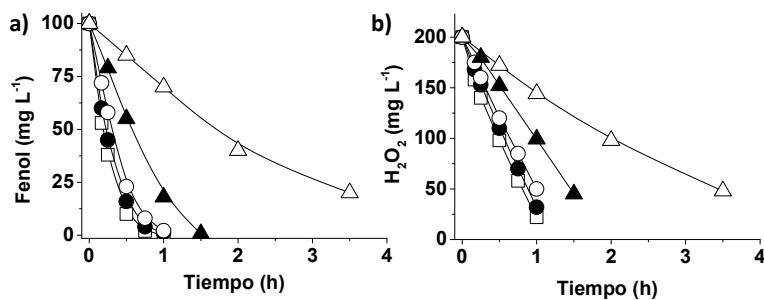 a)
Fenol (mg L⁻¹)
100
75
50
25
0
0 1 2 3 4
Tiempo (h)
b)
H₂O₂ (mg L⁻¹)
200
150
100
50
0
0 1 2 3 4
Tiempo (h)